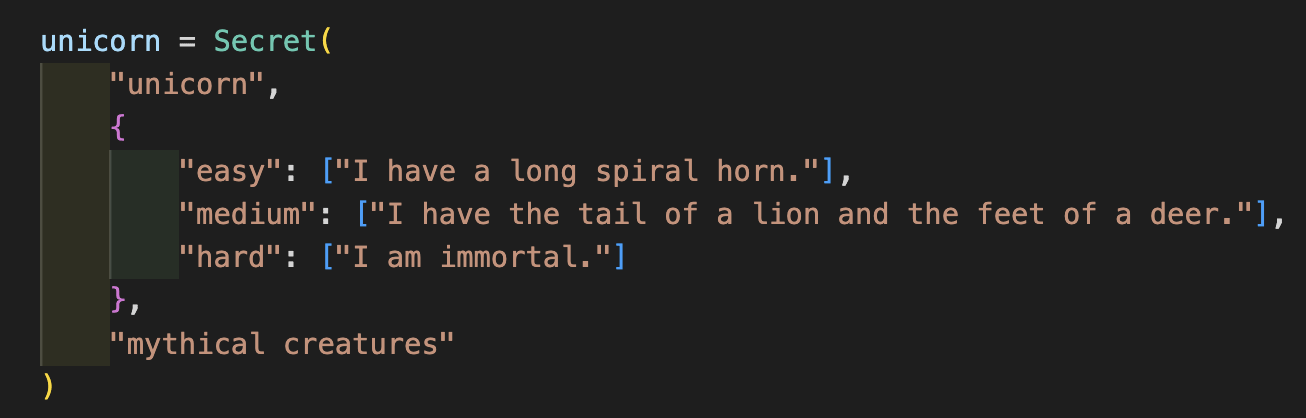 unicorn = Secret(
    "unicorn",
    {
        "easy": ["I have a long spiral horn."],
        "medium": ["I have the tail of a lion and the feet of a deer."],
        "hard": ["I am immortal."]
    },
    "mythical creatures"
)